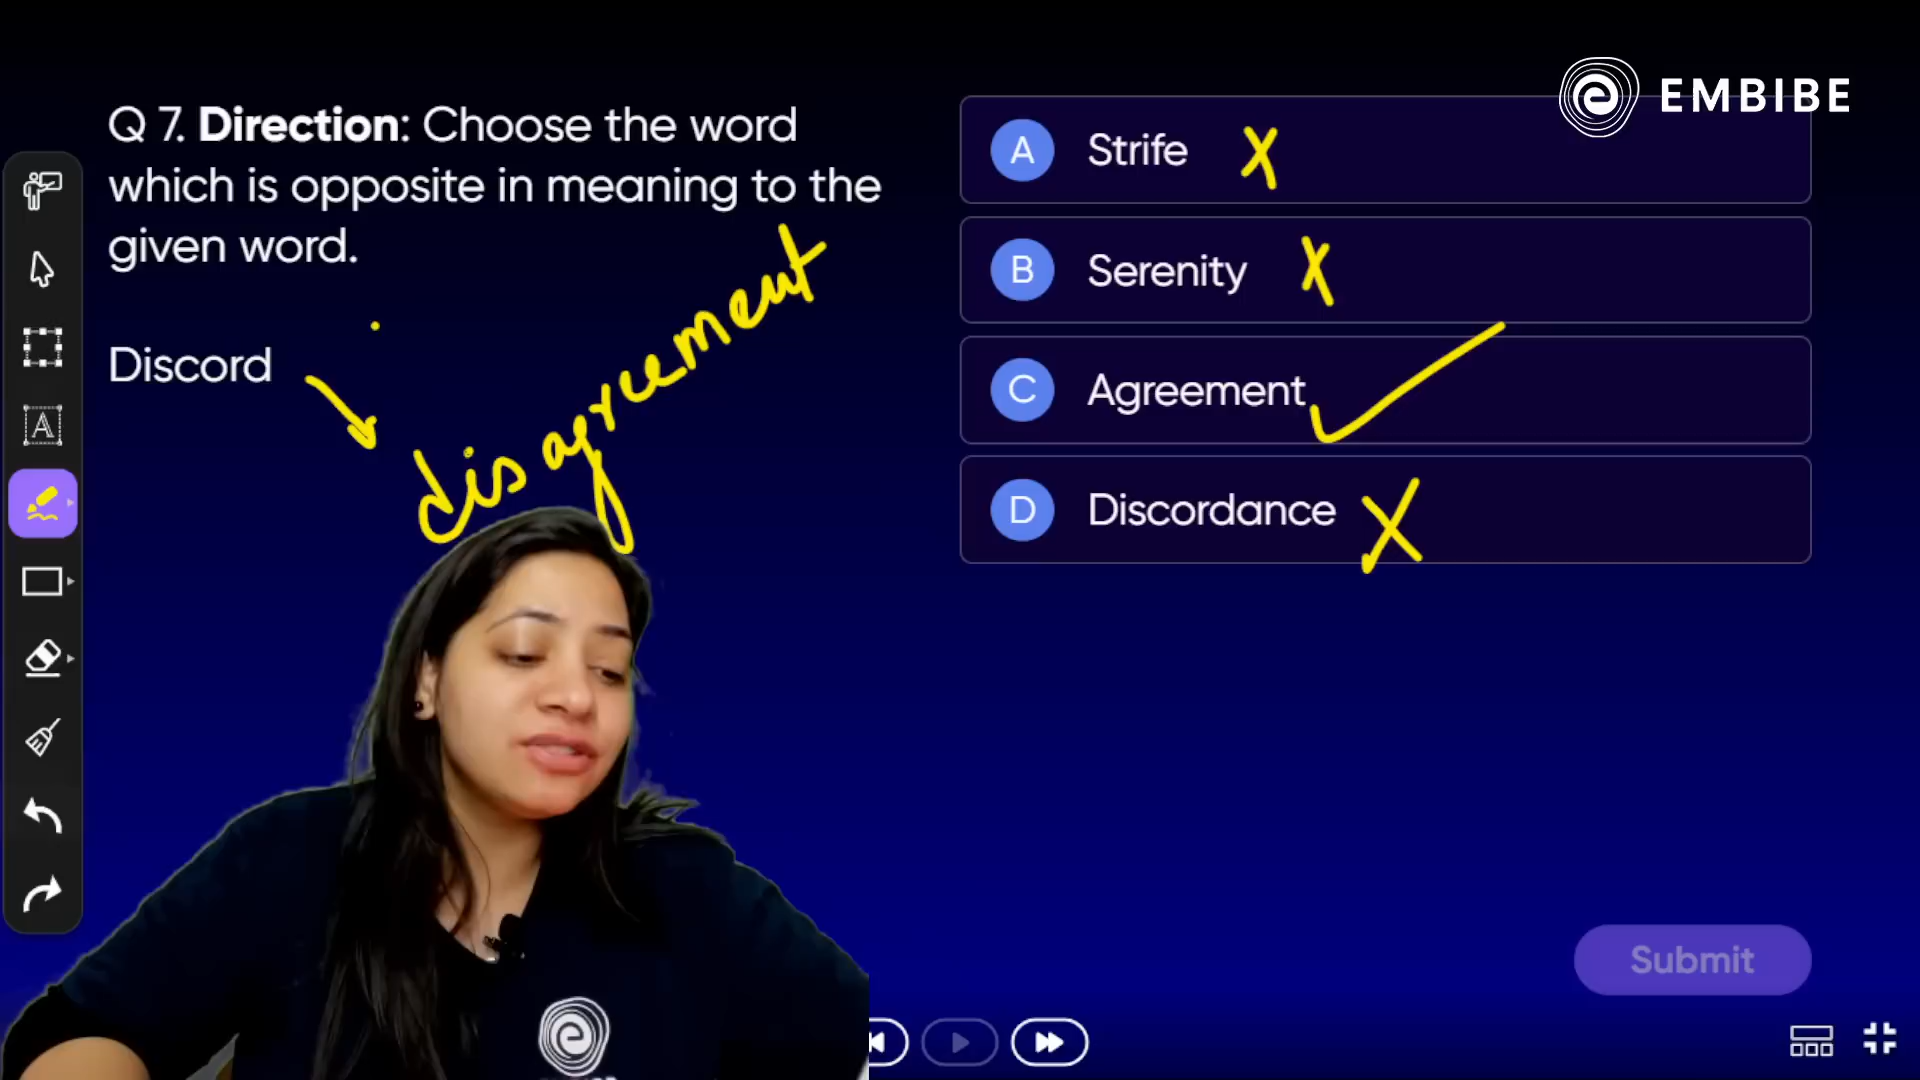 EMBIBE
Q 7. Direction: Choose the word
which is opposite in meaning to the
given word.
Discord
disagreement
A Strife X
B Serenity X
C Agreement
D Discordance X
Submit